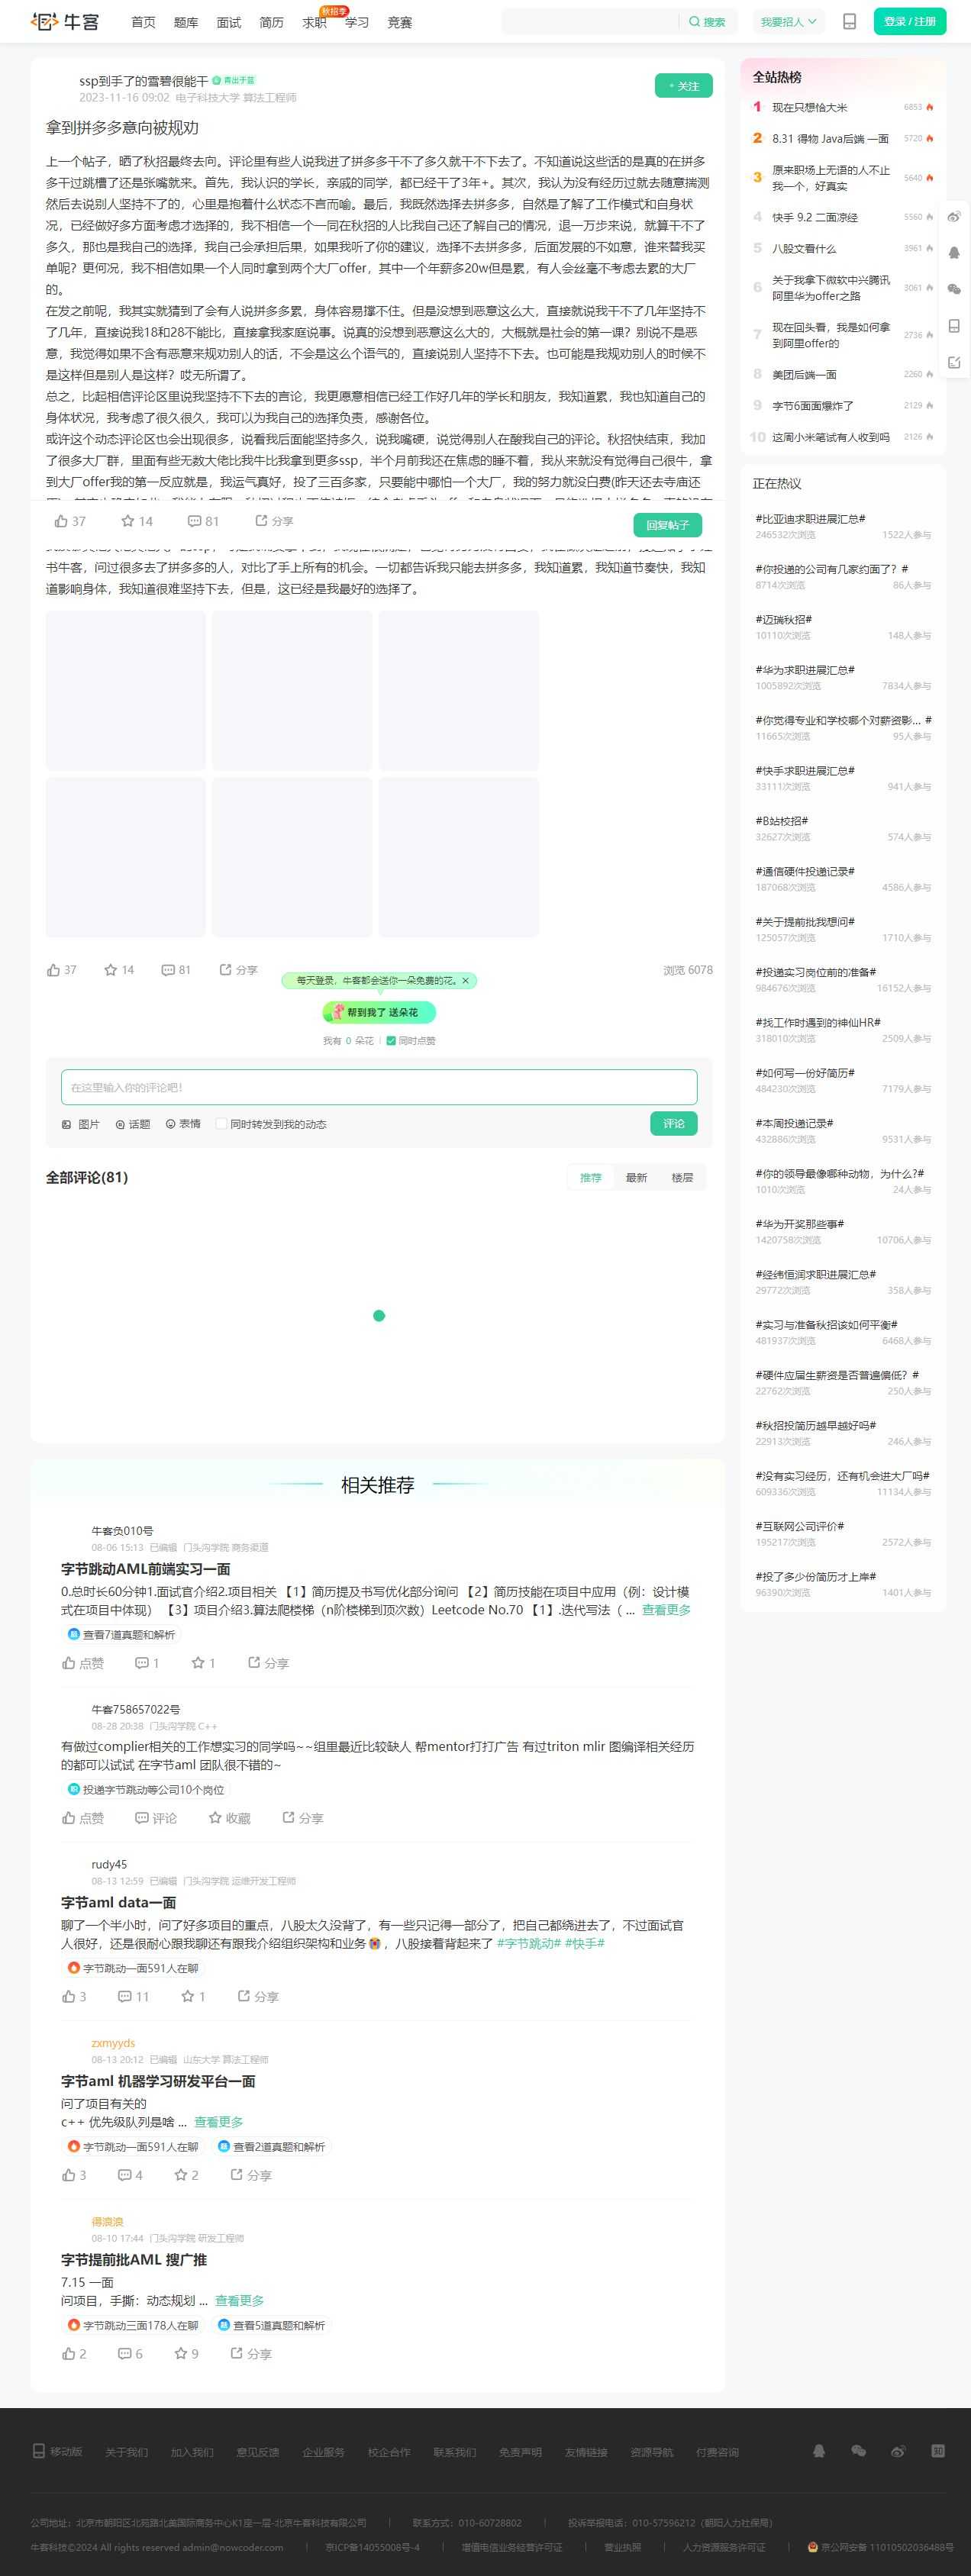 牛客
首页 题库 面试 简历 求职 学习 竞赛
秋招季
搜索
我要招人
登录 / 注册
ssp到手了的雪碧很能干 青出于蓝
2023-11-16 09:02 电子科技大学 算法工程师
+ 关注
拿到拼多多意向被规劝
上一个帖子，晒了秋招最终去向。评论里有些人说我进了拼多多干不了多久就干不下去了。不知道说这些话的是真的在拼多
多干过跳槽了还是张嘴就来。首先，我认识的学长，亲戚的同学，都已经干了3年+。其次，我认为没有经历过就去随意揣测
然后去说别人坚持不了的，心里是抱着什么状态不言而喻。最后，我既然选择去拼多多，自然是了解了工作模式和自身状
况，已经做好多方面考虑才选择的，我不相信一个一同在秋招的人比我自己还了解自己的情况，退一万步来说，就算干不了
多久，那也是我自己的选择，我自己会承担后果，如果我听了你的建议，选择不去拼多多，后面发展的不如意，谁来替我买
单呢？更何况，我不相信如果一个人同时拿到两个大厂offer，其中一个年薪多20w但是累，有人会丝毫不考虑去累的大厂
的。
在发之前呢，我其实就猜到了会有人说拼多多累，身体容易撑不住。但是没想到恶意这么大，直接就说我干不了几年坚持不
了几年，直接说我18和28不能比，直接拿我家庭说事。说真的没想到恶意这么大的，大概就是社会的第一课？别说不是恶
意，我觉得如果不含有恶意来规劝别人的话，不会是这么个语气的，直接说别人坚持不下去。也可能是我规劝别人的时候不
是这样但是别人是这样？哎无所谓了。
总之，比起相信评论区里说我坚持不下去的言论，我更愿意相信已经工作好几年的学长和朋友，我知道累，我也知道自己的
身体状况，我考虑了很久很久，我可以为我自己的选择负责，感谢各位。
或许这个动态评论区也会出现很多，说看我后面能坚持多久，说我嘴硬，说觉得别人在酸我自己的评论。秋招快结束，我加
了很多大厂群，里面有些无数大佬比我牛比我拿到更多ssp，半个月前我还在焦虑的睡不着，我从来就没有觉得自己很牛，拿
到大厂offer我的第一反应就是，我运气真好，投了三百多家，只要能中哪怕一个大厂，我的努力就没白费(昨天还去寺庙还
37 14 81 分享
回复帖子
书牛客，问过很多去了拼多多的人，对比了手上所有的机会。一切都告诉我只能去拼多多，我知道累，我知道节奏快，我知
道影响身体，我知道很难坚持下去，但是，这已经是我最好的选择了。
37 14 81 分享
浏览 6078
每天登录，牛客都会送你一朵免费的花。 ×
帮到我了 送朵花
我有 0 朵花 | 同时点赞
在这里输入你的评论吧！
图片 话题 表情 同时转发到我的动态
评论
全部评论(81)
推荐 最新 楼层
相关推荐
牛客负010号
08-06 15:13 已编辑 门头沟学院 商务渠道
字节跳动AML前端实习一面
0.总时长60分钟1.面试官介绍2.项目相关 【1】简历提及书写优化部分询问 【2】简历技能在项目中应用（例：设计模
式在项目中体现） 【3】项目介绍3.算法爬楼梯（n阶楼梯到顶次数）Leetcode No.70 【1】.迭代写法（ ... 查看更多
查看7道真题和解析
点赞 1 1 分享
牛客758657022号
08-28 20:38 门头沟学院 C++
有做过complier相关的工作想实习的同学吗~~组里最近比较缺人 帮mentor打打广告 有过triton mlir 图编译相关经历
的都可以试试 在字节aml 团队很不错的~
投递字节跳动等公司10个岗位
点赞 评论 收藏 分享
rudy45
08-13 12:59 已编辑 门头沟学院 运维开发工程师
字节aml data一面
聊了一个半小时，问了好多项目的重点，八股太久没背了，有一些只记得一部分了，把自己都绕进去了，不过面试官
人很好，还是很耐心跟我聊还有跟我介绍组织架构和业务😭，八股接着背起来了 #字节跳动# #快手#
字节跳动一面591人在聊
3 11 1 分享
zxmyyds
08-13 20:12 已编辑 山东大学 算法工程师
字节aml 机器学习研发平台一面
问了项目有关的
c++ 优先级队列是啥 ... 查看更多
字节跳动一面591人在聊 查看2道真题和解析
3 4 2 分享
得浪浪
08-10 17:44 门头沟学院 研发工程师
字节提前批AML 搜广推
7.15 一面
问项目，手撕：动态规划 ... 查看更多
字节跳动三面178人在聊 查看5道真题和解析
2 6 9 分享
全站热榜
1 现在只想恰大米 6853
2 8.31 得物 Java后端 一面 5720
3 原来职场上无语的人不止
我一个，好真实 5640
4 快手 9.2 二面凉经 5560
5 八股文看什么 3961
6 关于我拿下微软中兴腾讯
阿里华为offer之路 3061
7 现在回头看，我是如何拿
到阿里offer的 2736
8 美团后端一面 2260
9 字节6面面爆炸了 2129
10 这周小米笔试有人收到吗 2126
正在热议
#比亚迪求职进展汇总#
246532次浏览 1522人参与
#你投递的公司有几家约面了？#
8714次浏览 86人参与
#迈瑞秋招#
10110次浏览 148人参与
#华为求职进展汇总#
1005892次浏览 7834人参与
#你觉得专业和学校哪个对薪资影... #
11665次浏览 95人参与
#快手求职进展汇总#
33111次浏览 941人参与
#B站校招#
32627次浏览 574人参与
#通信硬件投递记录#
187068次浏览 4586人参与
#关于提前批我想问#
125057次浏览 1710人参与
#投递实习岗位前的准备#
984676次浏览 16152人参与
#找工作时遇到的神仙HR#
318010次浏览 2509人参与
#如何写一份好简历#
484230次浏览 7179人参与
#本周投递记录#
432886次浏览 9531人参与
#你的领导最像哪种动物，为什么?#
1010次浏览 24人参与
#华为开奖那些事#
1420758次浏览 10706人参与
#经纬恒润求职进展汇总#
29772次浏览 358人参与
#实习与准备秋招该如何平衡#
481937次浏览 6468人参与
#硬件应届生薪资是否普遍偏低？#
22762次浏览 250人参与
#秋招投简历越早越好吗#
22913次浏览 246人参与
#没有实习经历，还有机会进大厂吗#
609336次浏览 11134人参与
#互联网公司评价#
195217次浏览 2572人参与
#投了多少份简历才上岸#
96390次浏览 1401人参与
移动版 关于我们 加入我们 意见反馈 企业服务 校企合作 联系我们 免责声明 友情链接 资源导航 付费咨询
公司地址：北京市朝阳区北苑路北美国际商务中心K1座一层-北京牛客科技有限公司 | 联系方式：010-60728802 | 投诉举报电话：010-57596212（朝阳人力社保局）
牛客科技©2024 All rights reserved admin@nowcoder.com | 京ICP备14055008号-4 | 增值电信业务经营许可证 | 营业执照 | 人力资源服务许可证 | 京公网安备 11010502036488号